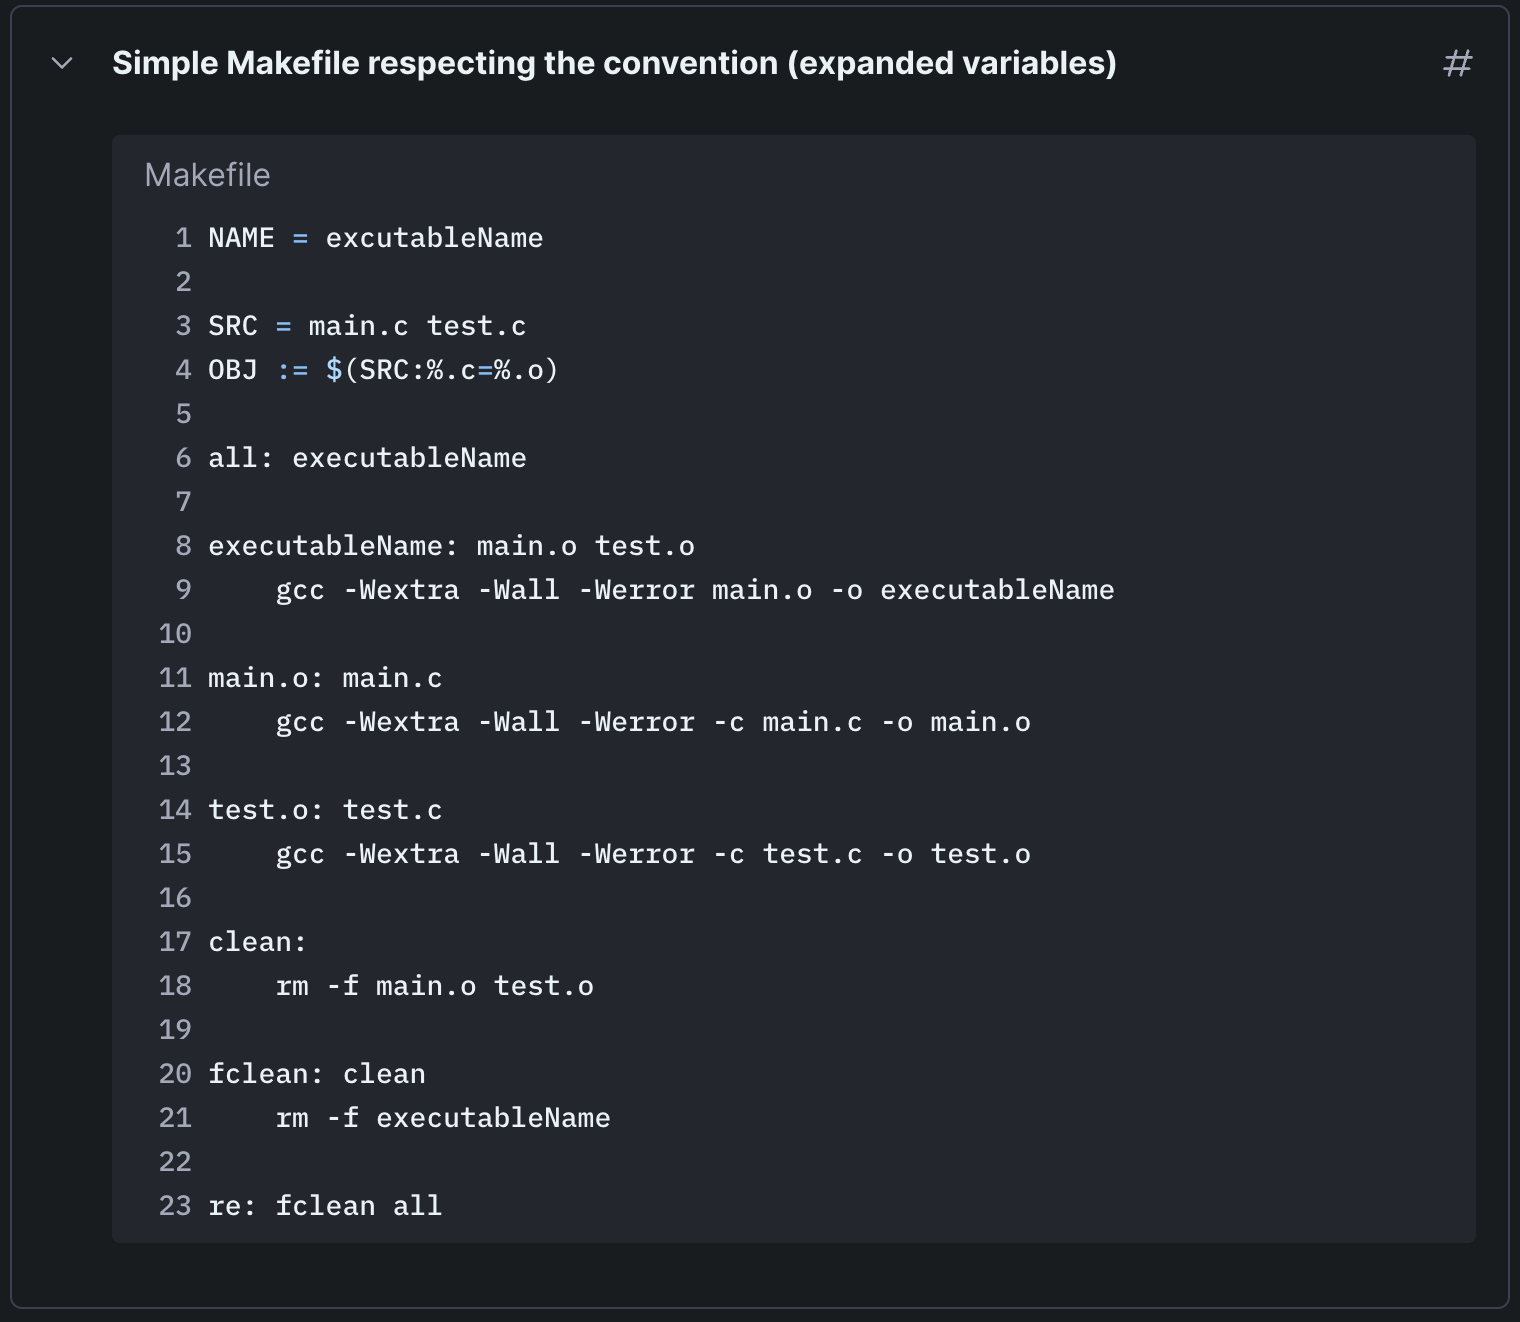 Simple Makefile respecting the convention (expanded variables) #
Makefile
1 NAME = excutableName
2
3 SRC = main.c test.c
4 OBJ := $(SRC:%.c=%.o)
5
6 all: executableName
7
8 executableName: main.o test.o
9     gcc -Wextra -Wall -Werror main.o -o executableName
10
11 main.o: main.c
12     gcc -Wextra -Wall -Werror -c main.c -o main.o
13
14 test.o: test.c
15     gcc -Wextra -Wall -Werror -c test.c -o test.o
16
17 clean:
18     rm -f main.o test.o
19
20 fclean: clean
21     rm -f executableName
22
23 re: fclean all